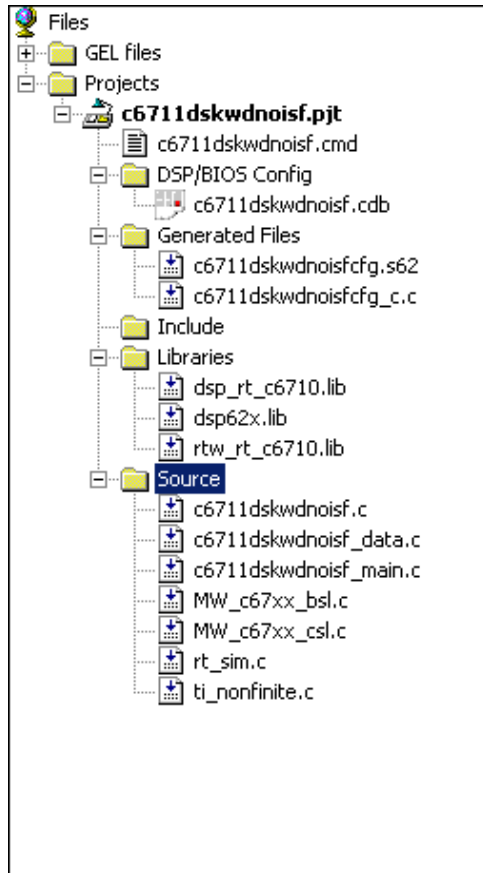 Files
GEL files
Projects
c6711dskwdnoisf.pjt
c6711dskwdnoisf.cmd
DSP/BIOS Config
c6711dskwdnoisf.cdb
Generated Files
c6711dskwdnoisfcfg.s62
c6711dskwdnoisfcfg_c.c
Include
Libraries
dsp_rt_c6710.lib
dsp62x.lib
rtw_rt_c6710.lib
Source
c6711dskwdnoisf.c
c6711dskwdnoisf_data.c
c6711dskwdnoisf_main.c
MW_c67xx_bsl.c
MW_c67xx_csl.c
rt_sim.c
ti_nonfinite.c